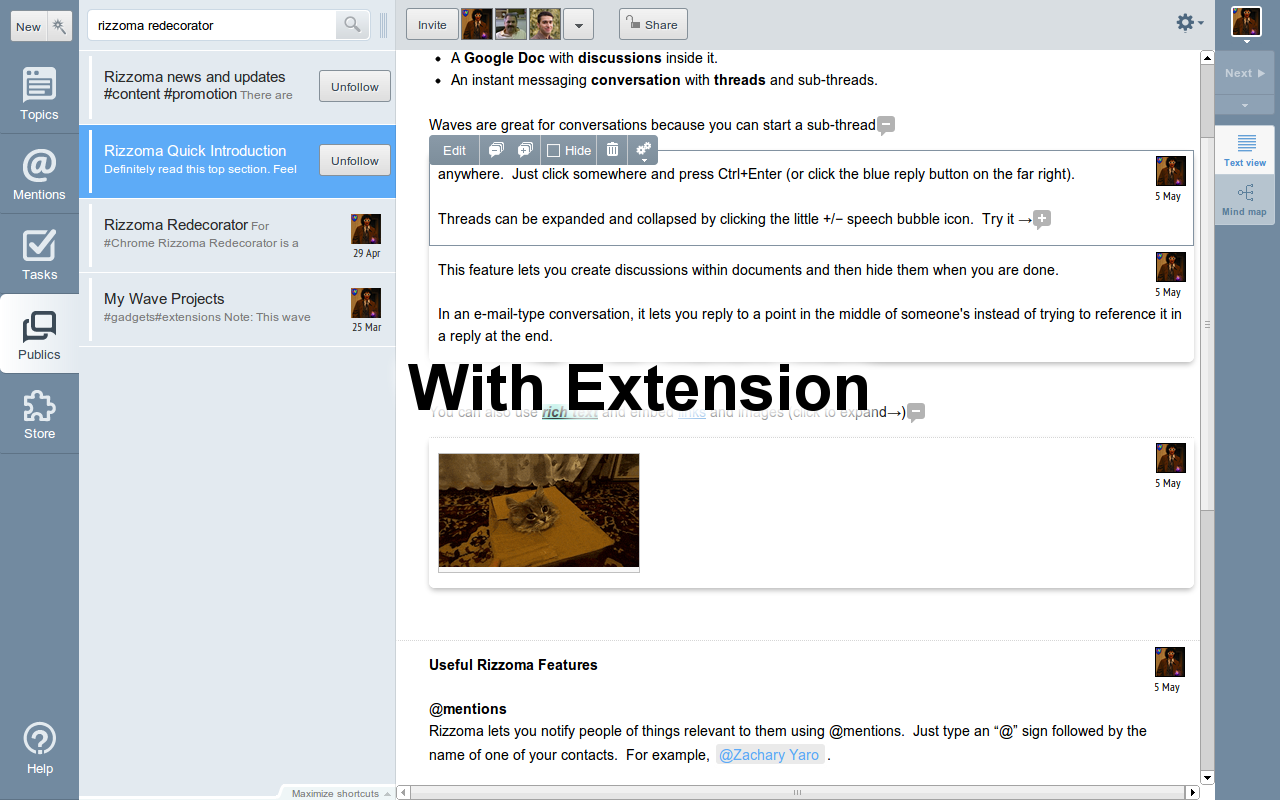 New
Topics
Mentions
Tasks
Publics
Store
Help
rizzoma redecorator
Rizzoma news and updates
#content #promotion There are
Unfollow
Rizzoma Quick Introduction
Definitely read this top section. Feel
Unfollow
Rizzoma Redecorator For
#Chrome Rizzoma Redecorator is a
29 Apr
My Wave Projects
#gadgets#extensions Note: This wave
25 Mar
Maximize shortcuts
Invite
Share
• A Google Doc with discussions inside it.
• An instant messaging conversation with threads and sub-threads.
Waves are great for conversations because you can start a sub-thread
Edit
Hide
anywhere.  Just click somewhere and press Ctrl+Enter (or click the blue reply button on the far right).
5 May
Threads can be expanded and collapsed by clicking the little +/− speech bubble icon.  Try it →
This feature lets you create discussions within documents and then hide them when you are done.
5 May
In an e-mail-type conversation, it lets you reply to a point in the middle of someone's instead of trying to reference it in
a reply at the end.
With Extension
You can also use rich text and embed links and images (click to expand→)
5 May
Useful Rizzoma Features
5 May
@mentions
Rizzoma lets you notify people of things relevant to them using @mentions.  Just type an “@” sign followed by the
name of one of your contacts.  For example, @Zachary Yaro .
Next
Text view
Mind map